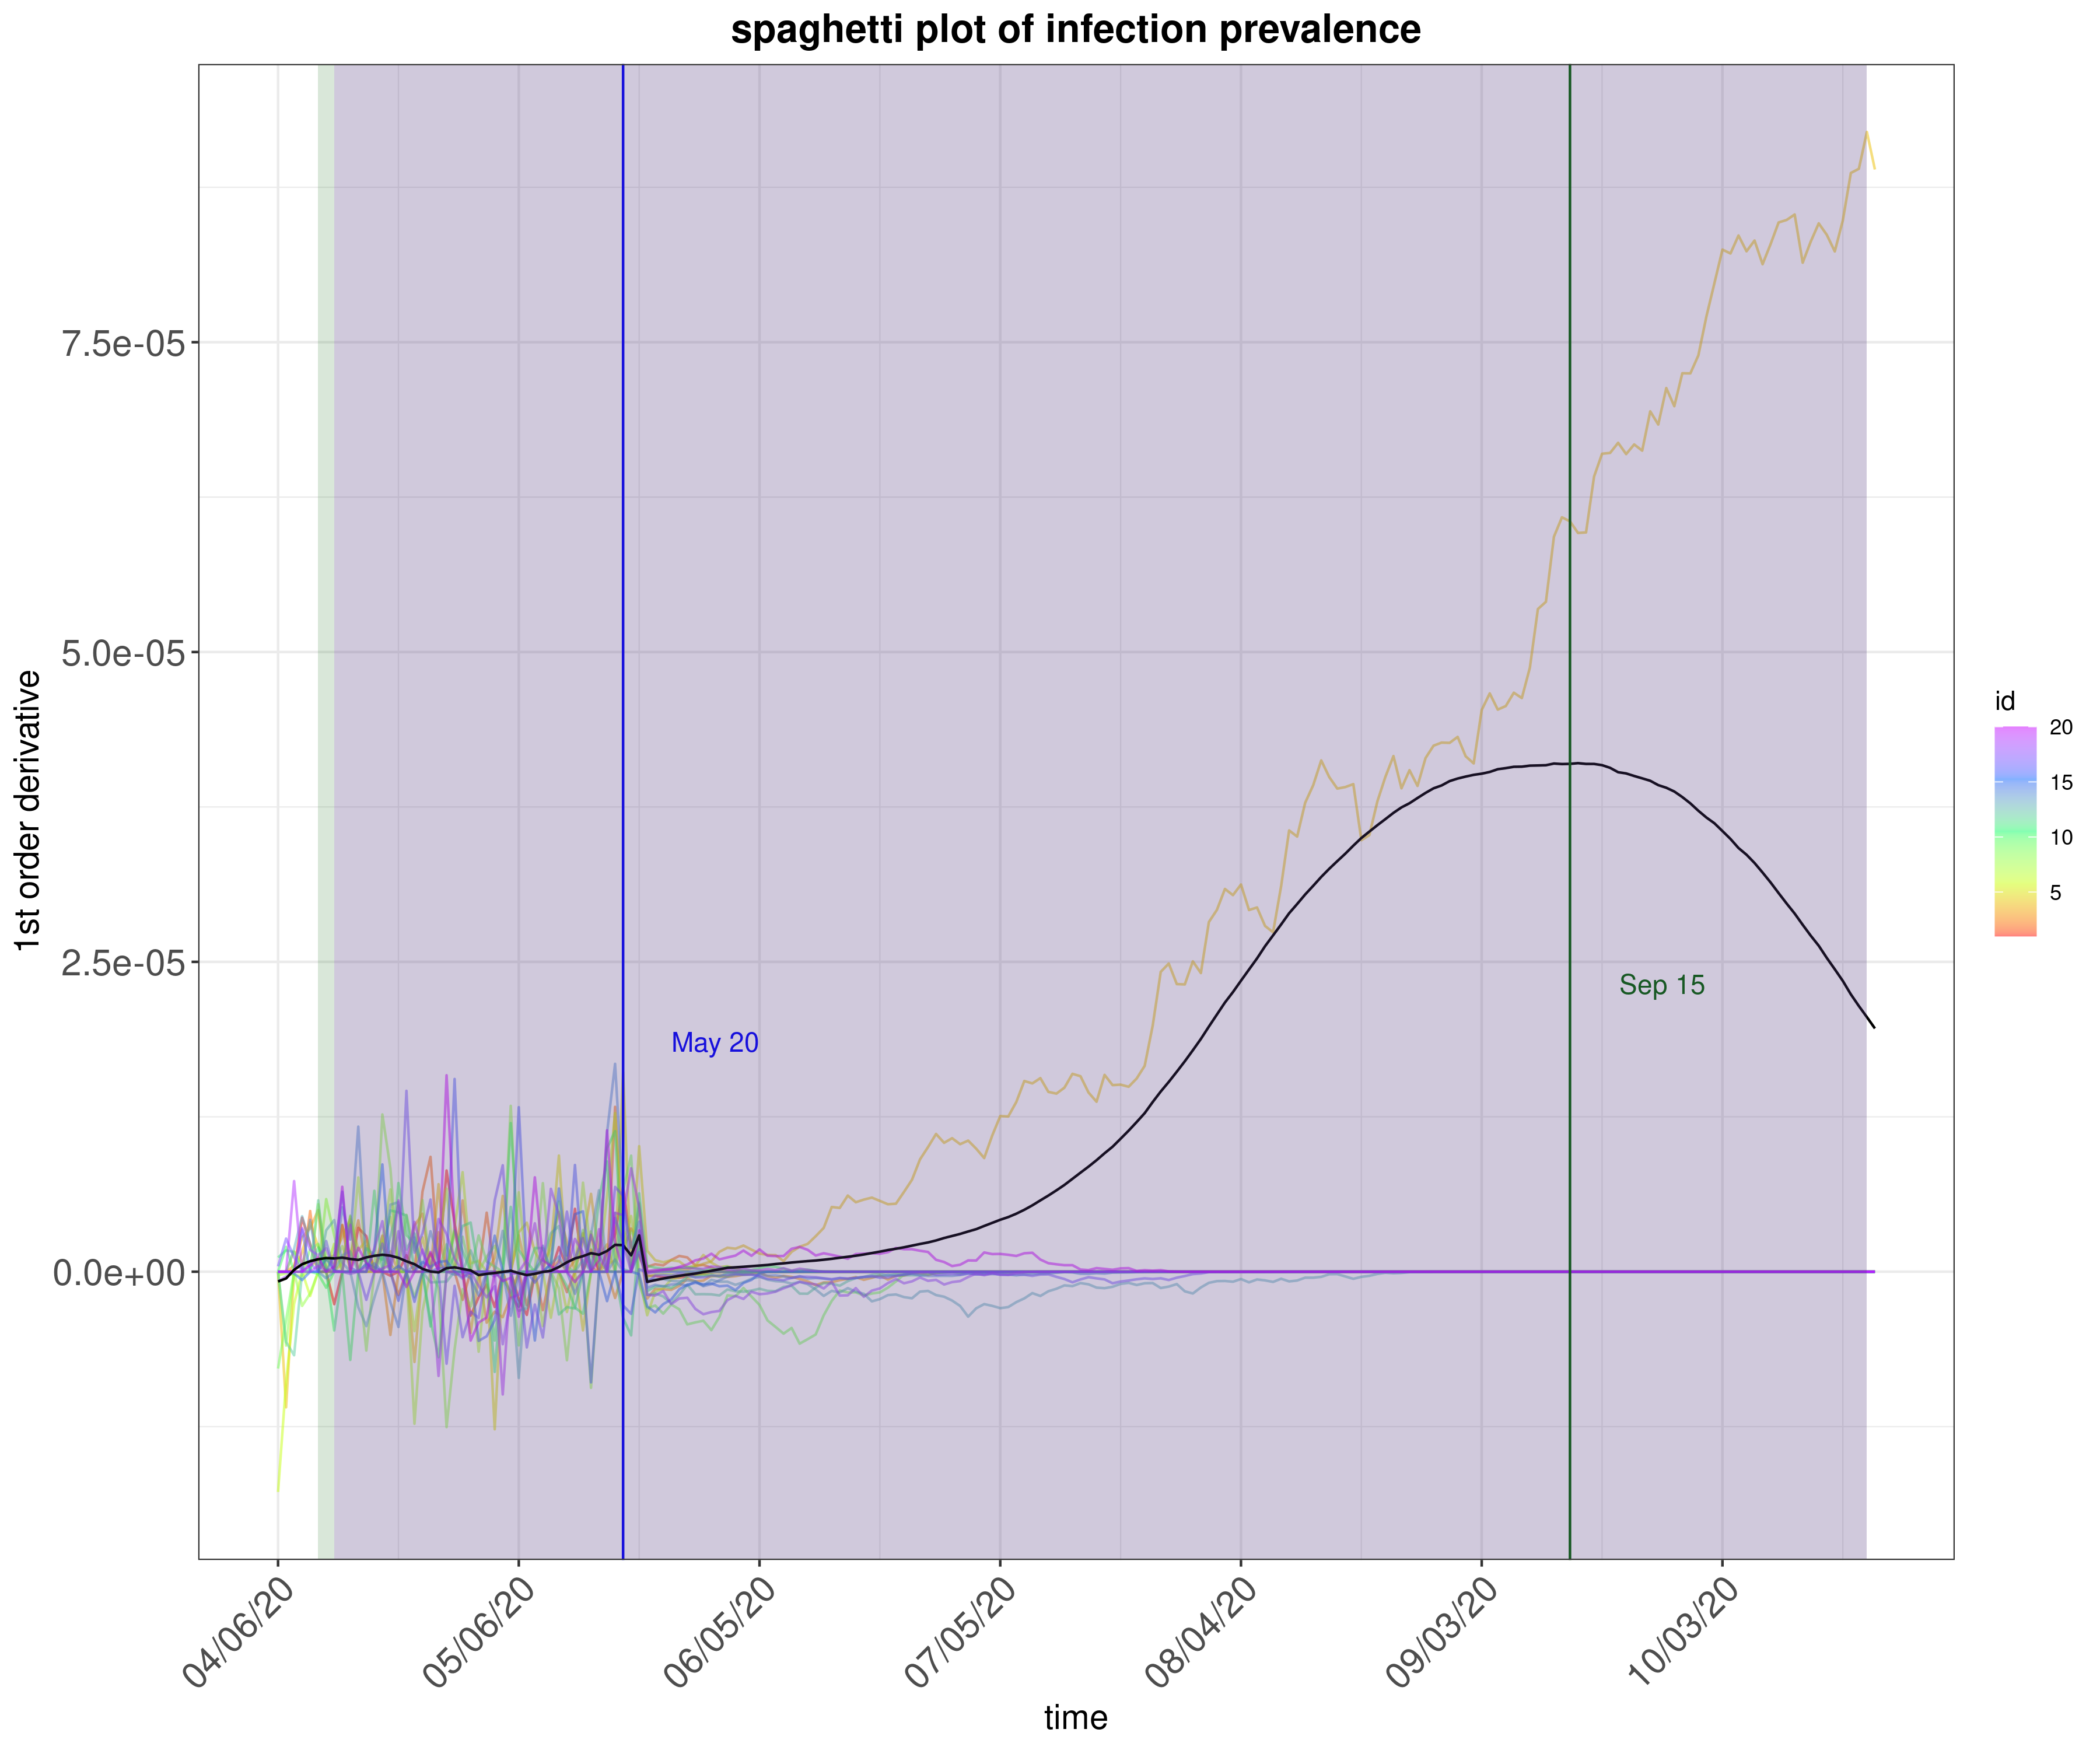 spaghetti plot of infection prevalence
1st order derivative
7.5e-05
5.0e-05
2.5e-05
0.0e+00
May 20
Sep 15
04/06/20
05/06/20
06/05/20
07/05/20
08/04/20
09/03/20
10/03/20
time
id
20
15
10
5